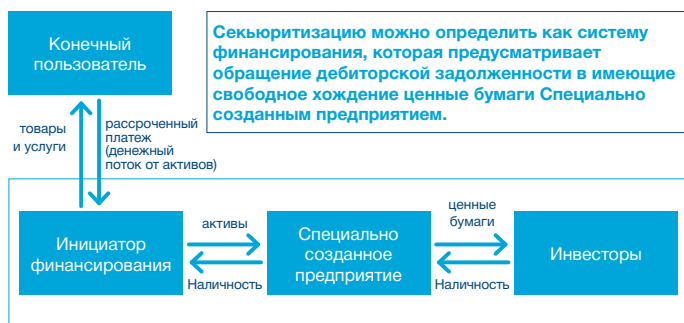 Конечный
пользователь
Секьюритизацию можно определить как систему
финансирования, которая предусматривает
обращение дебиторской задолженности в имеющие
свободное хождение ценные бумаги Специально
созданным предприятием.
товары
и услуги
рассроченный
платеж
(денежный
поток от активов)
Инициатор
финансирования
активы
Наличность
Специально
созданное
предприятие
ценные
бумаги
Наличность
Инвесторы